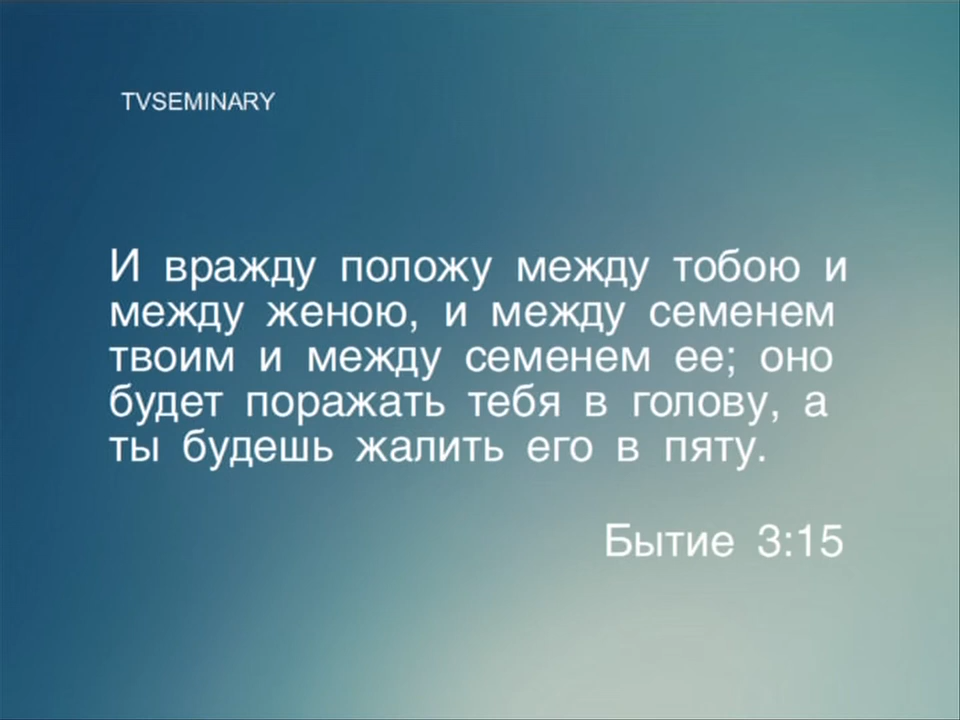 TVSEMINARY
И вражду положу между тобою и
между женою, и между семенем
твоим и между семенем ее; оно
будет поражать тебя в голову, а
ты будешь жалить его в пяту.
Бытие 3:15